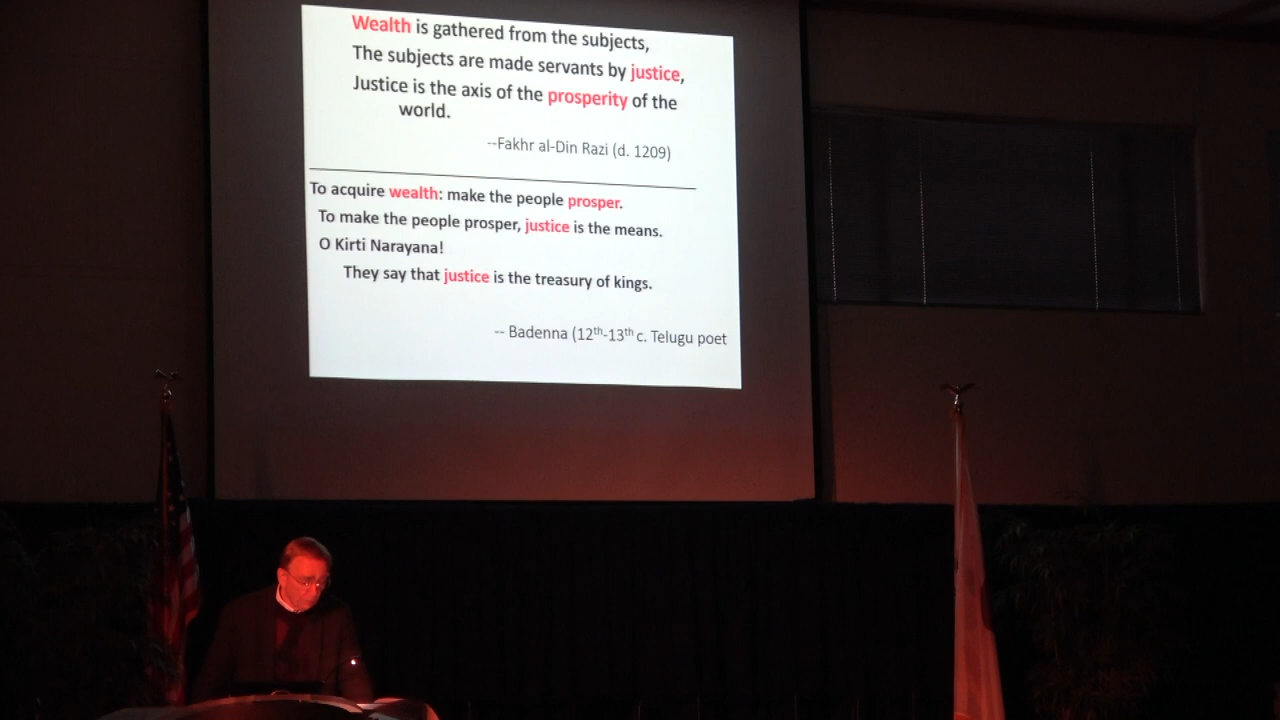 Wealth is gathered from the subjects,
The subjects are made servants by justice,
Justice is the axis of the prosperity of the
world.
--Fakhr al-Din Razi (d. 1209)
To acquire wealth: make the people prosper.
To make the people prosper, justice is the means.
O Kirti Narayana!
They say that justice is the treasury of kings.
-- Badenna (12th-13th c. Telugu poet